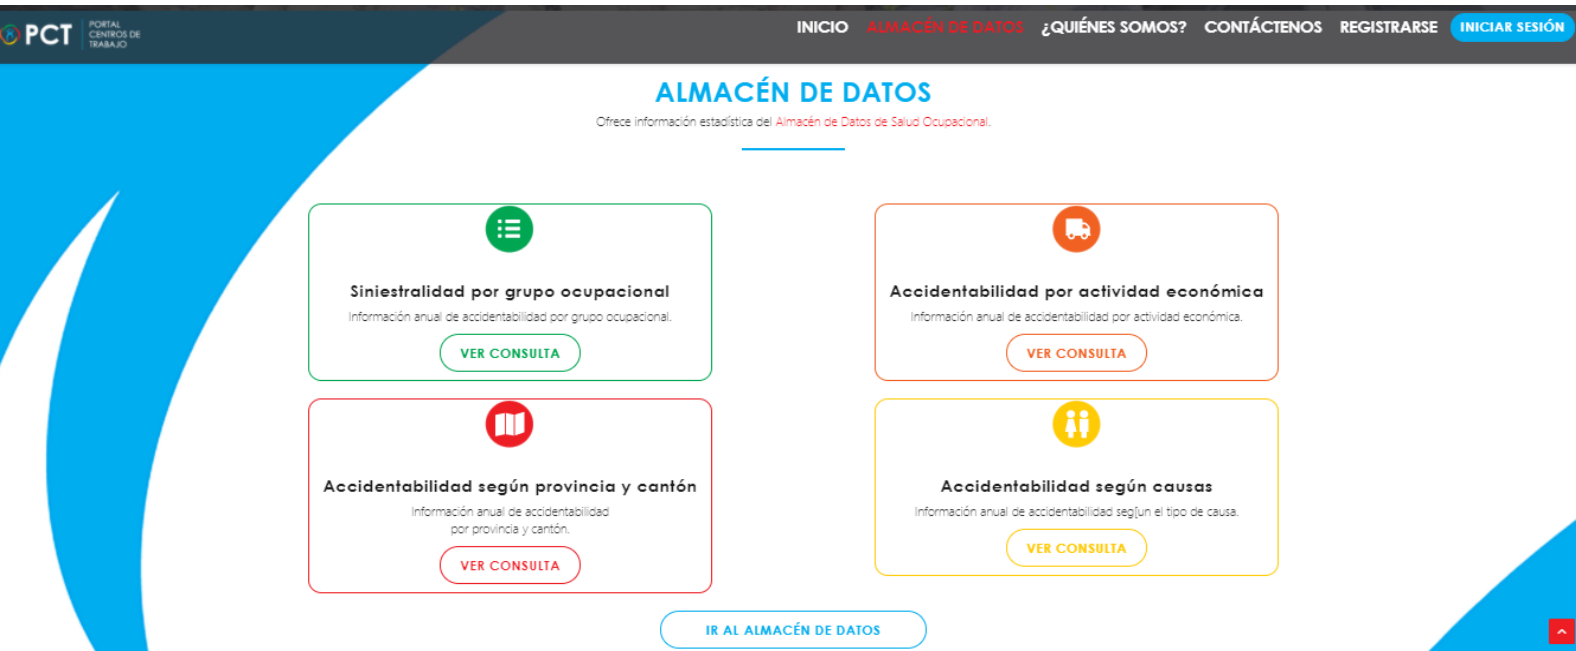 PCT
PORTAL
CENTROS DE
TRABAJO
INICIO
ALMACÉN DE DATOS
¿QUIÉNES SOMOS?
CONTÁCTENOS
REGISTRARSE
INICIAR SESIÓN
ALMACÉN DE DATOS
Ofrece información estadística del Almacén de Datos de Salud Ocupacional.
Siniestralidad por grupo ocupacional
Información anual de accidentabilidad por grupo ocupacional.
VER CONSULTA
Accidentabilidad por actividad económica
Información anual de accidentabilidad por actividad económica.
VER CONSULTA
Accidentabilidad según provincia y cantón
Información anual de accidentabilidad
por provincia y cantón.
VER CONSULTA
Accidentabilidad según causas
Información anual de accidentabilidad seg[un el tipo de causa.
VER CONSULTA
IR AL ALMACÉN DE DATOS